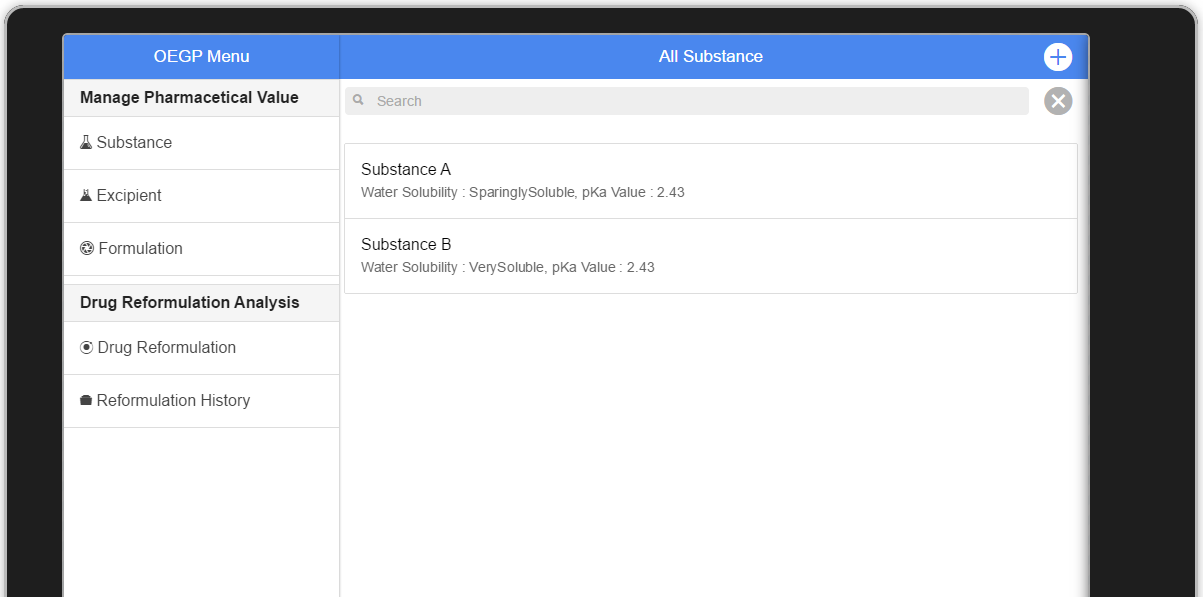 OEGP Menu
All Substance
Manage Pharmacetical Value
Search
Substance
Excipient
Formulation
Drug Reformulation Analysis
Drug Reformulation
Reformulation History
Substance A
Water Solubility : SparinglySoluble, pKa Value : 2.43
Substance B
Water Solubility : VerySoluble, pKa Value : 2.43